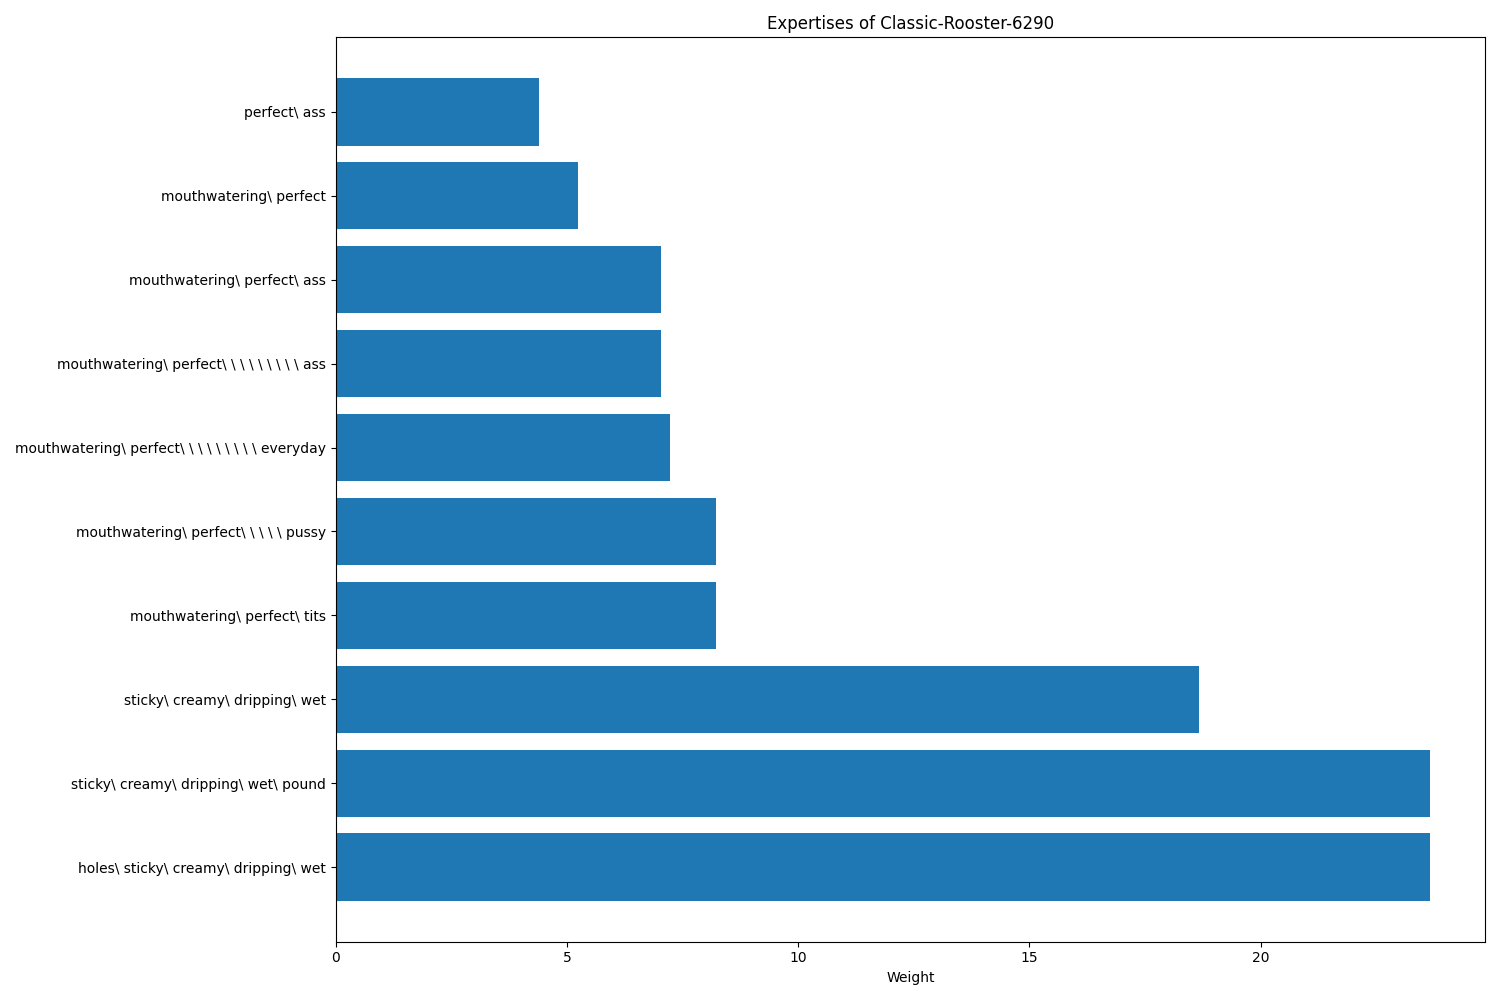 Expertises of Classic-Rooster-6290
perfect\ ass
mouthwatering\ perfect
mouthwatering\ perfect\ ass
mouthwatering\ perfect\ \ \ \ \ \ \ \ \ ass
mouthwatering\ perfect\ \ \ \ \ \ \ \ \ everyday
mouthwatering\ perfect\ \ \ \ \ pussy
mouthwatering\ perfect\ tits
sticky\ creamy\ dripping\ wet
sticky\ creamy\ dripping\ wet\ pound
holes\ sticky\ creamy\ dripping\ wet
0 5 10 15 20
Weight